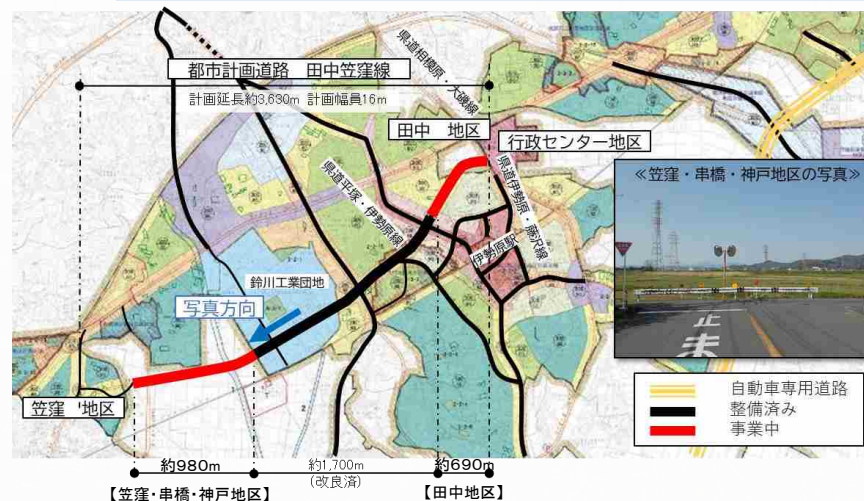 都市計画道路 田中笠窪線
計画延長約3,630m 計画幅員16m
県道相模原・大磯線
田中 地区
行政センター地区
県道平塚・伊勢原線
県道伊勢原・藤沢線
伊勢原駅
≪笠窪・串橋・神戸地区の写真≫
止ま
鈴川工業団地
写真方向
笠窪 地区
自動車専用道路
整備済み
事業中
約980m
約1,700m
(改良済)
約690m
【笠窪・串橋・神戸地区】
【田中地区】